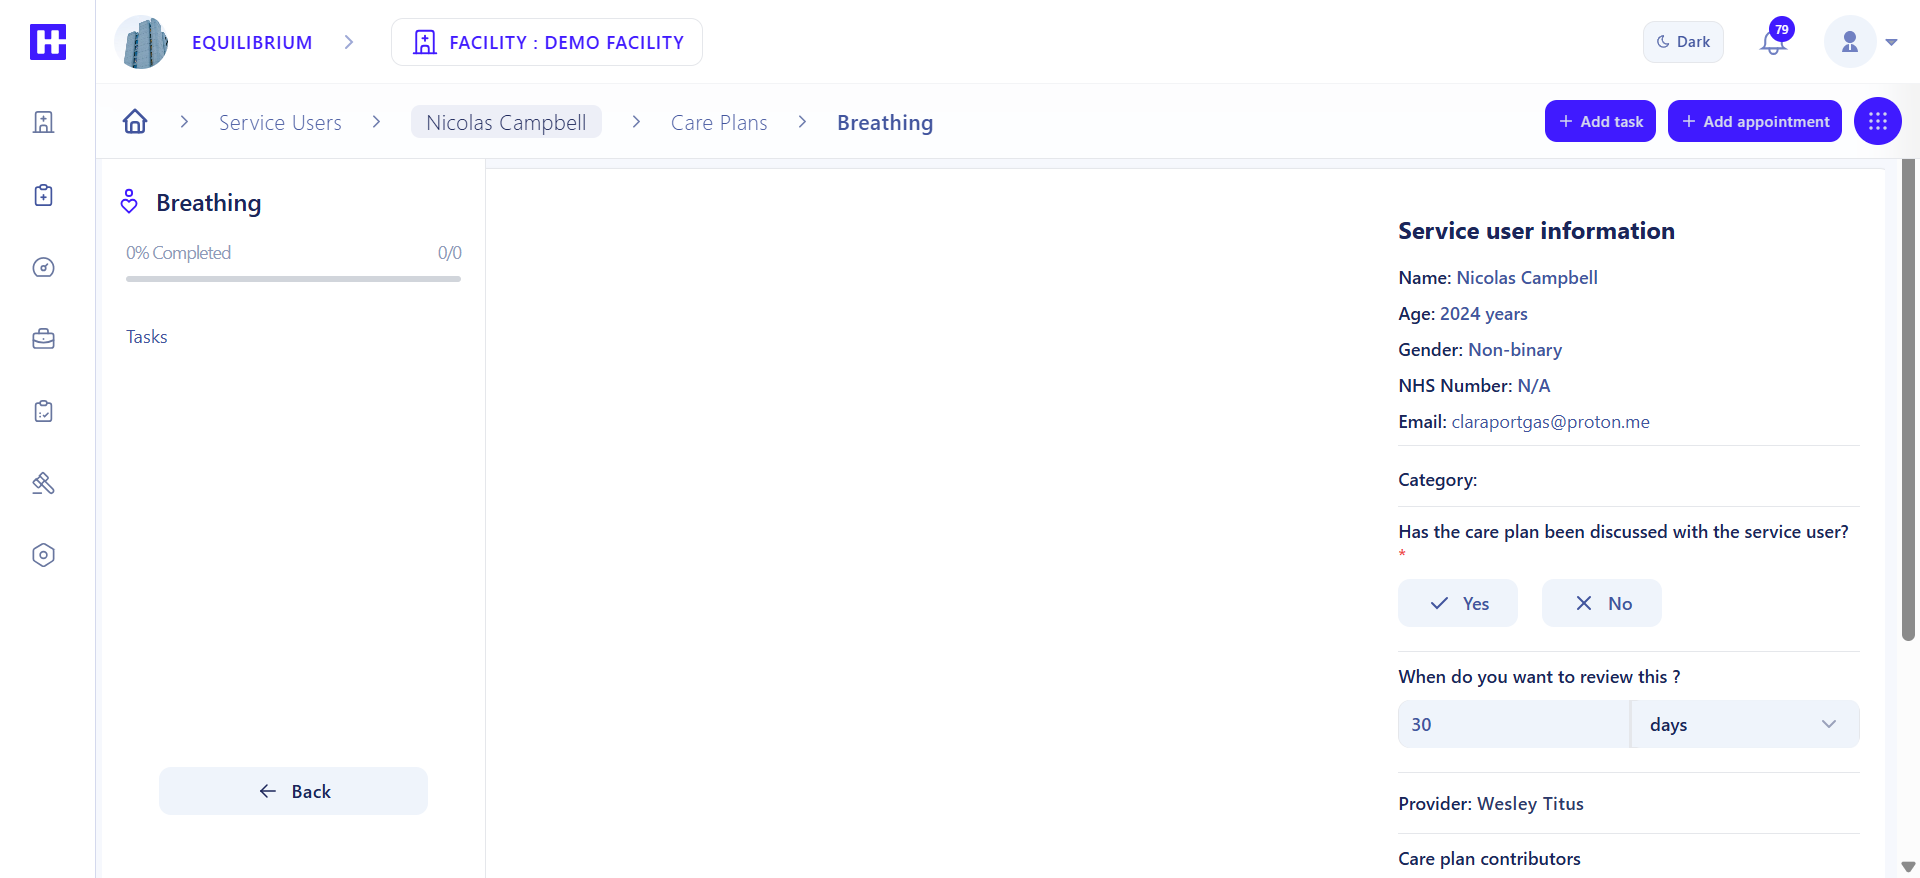 EQUILIBRIUM
FACILITY : DEMO FACILITY
Dark
79
Service Users
Nicolas Campbell
Care Plans
Breathing
Add task
Add appointment
Breathing
0% Completed
0/0
Tasks
Back
Service user information
Name: Nicolas Campbell
Age: 2024 years
Gender: Non-binary
NHS Number: N/A
Email: claraportgas@proton.me
Category:
Has the care plan been discussed with the service user?
*
Yes
No
When do you want to review this ?
30
days
Provider: Wesley Titus
Care plan contributors